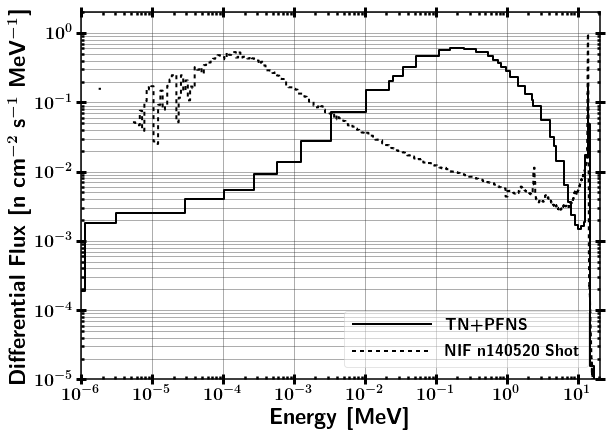 Differential Flux [n cm⁻² s⁻¹ MeV⁻¹]
10⁰
10⁻¹
10⁻²
10⁻³
10⁻⁴
10⁻⁵
TN+PFNS
NIF n140520 Shot
10⁻⁶ 10⁻⁵ 10⁻⁴ 10⁻³ 10⁻² 10⁻¹ 10⁰ 10¹
Energy [MeV]